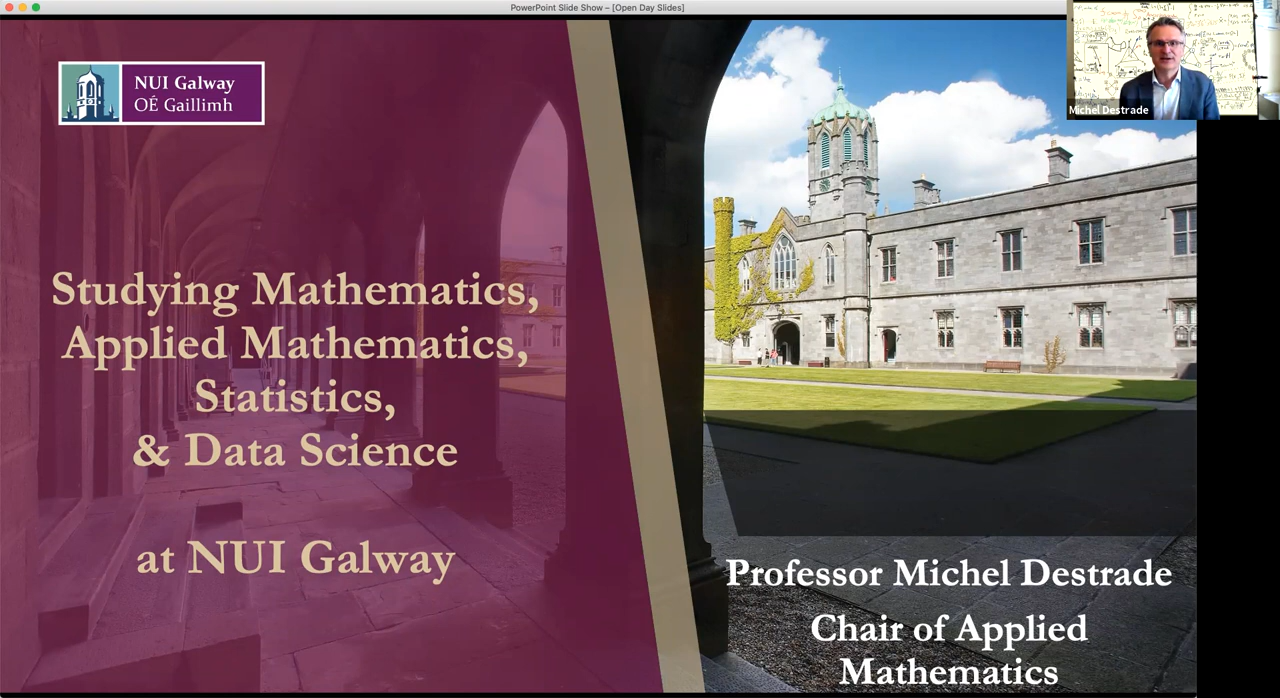 PowerPoint Slide Show – [Open Day Slides]
NUI Galway
OÉ Gaillimh
Michel Destrade
Studying Mathematics,
Applied Mathematics,
Statistics,
& Data Science
at NUI Galway
Professor Michel Destrade
Chair of Applied
Mathematics